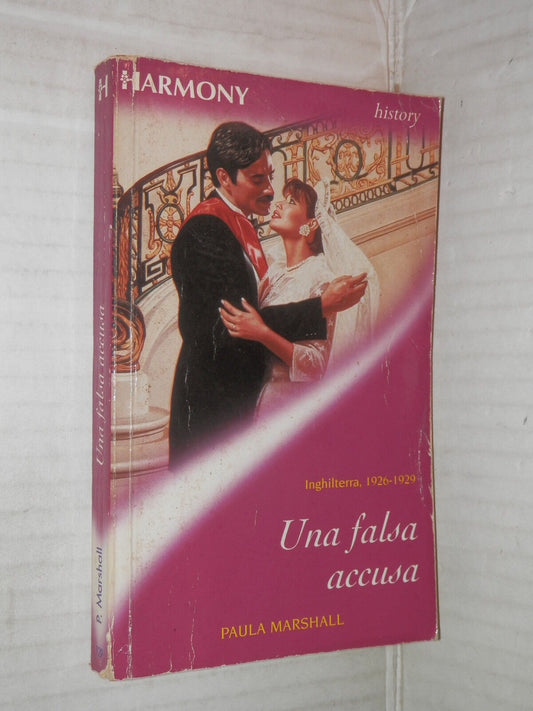 HARMONY
history
Inghilterra, 1926-1929
Una falsa
accusa
PAULA MARSHALL
H
Una falsa accusa
P. Marshall